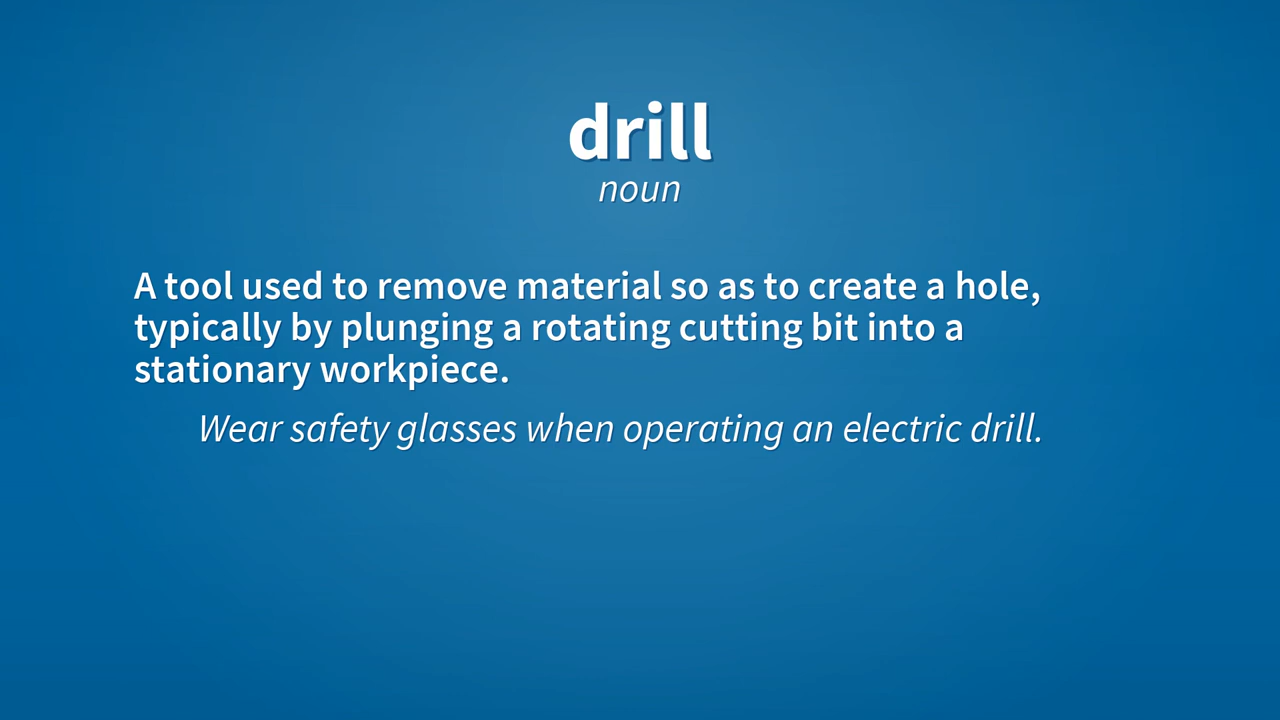 drill
noun
A tool used to remove material so as to create a hole,
typically by plunging a rotating cutting bit into a
stationary workpiece.
Wear safety glasses when operating an electric drill.